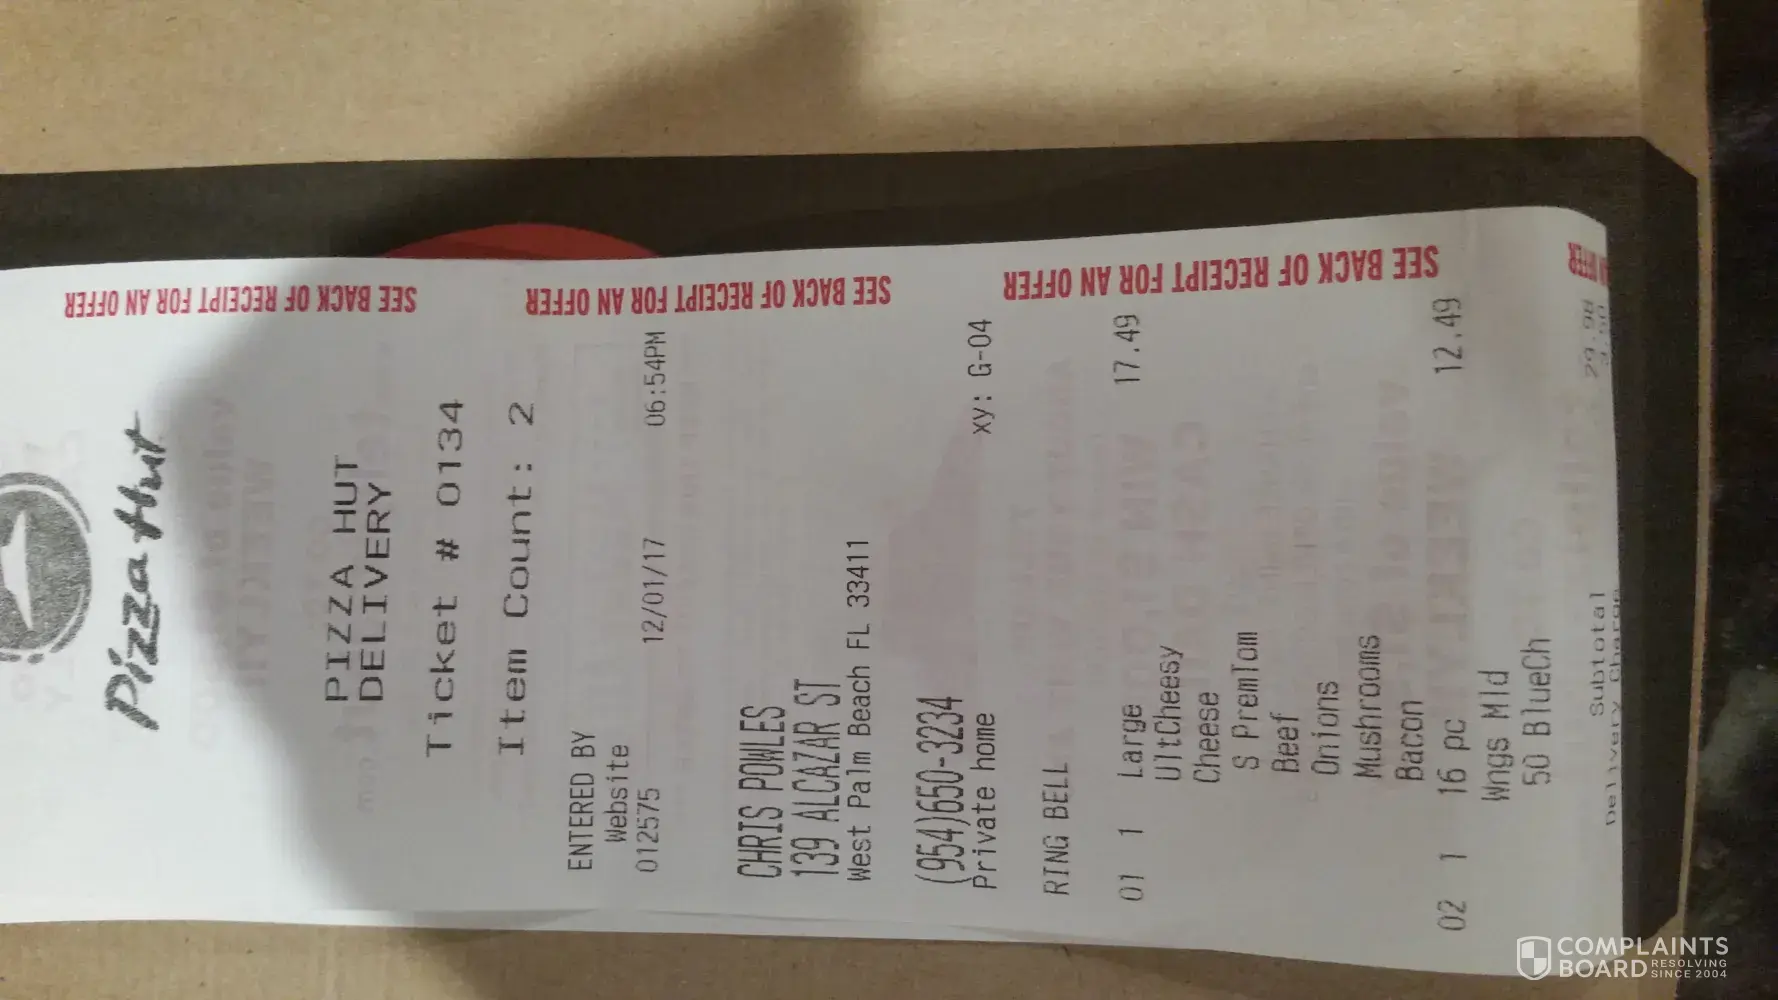 Pizza Hut
PIZZA HUT
DELIVERY
Ticket # 0134
Item Count: 2
ENTERED BY
Website
012575 12/01/17 06:54PM
CHRIS POWLES
139 ALCAZAR ST
West Palm Beach FL 33411
(954)650-3234
Private home xy: G-04
RING BELL
01 1 Large 17.49
UltCheesy
Cheese
S PremTom
Beef
Onions
Mushrooms
Bacon
02 1 16 pc 12.49
Wngs Mld
50 BlueCh
Subtotal 29.98
Delivery Charge
SEE BACK OF RECEIPT FOR AN OFFER
SEE BACK OF RECEIPT FOR AN OFFER
SEE BACK OF RECEIPT FOR AN OFFER
AN OFFER
COMPLAINTS
BOARD RESOLVING
SINCE 2004